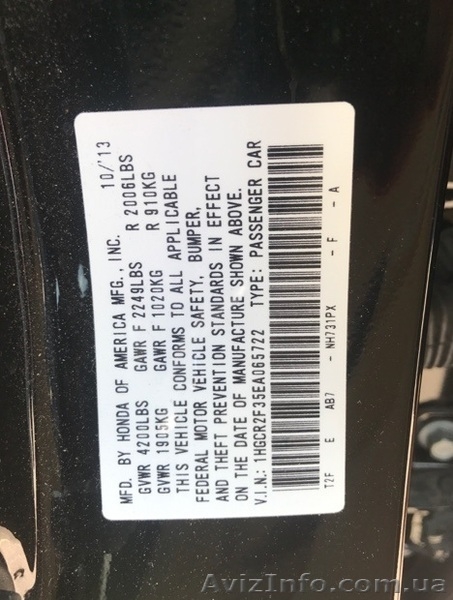 MFD. BY HONDA OF AMERICA MFG., INC. 10/'13
GVWR 4200LBS GAWR F 2249LBS R 2006LBS
GVWR 1905KG GAWR F 1020KG R 910KG
THIS VEHICLE CONFORMS TO ALL APPLICABLE
FEDERAL MOTOR VEHICLE SAFETY, BUMPER,
AND THEFT PREVENTION STANDARDS IN EFFECT
ON THE DATE OF MANUFACTURE SHOWN ABOVE.
V.I.N.: 1HGCR2F35EA065722 TYPE: PASSENGER CAR
T2F E AB7 - NH731PX - F - A
AvizInfo.com.ua